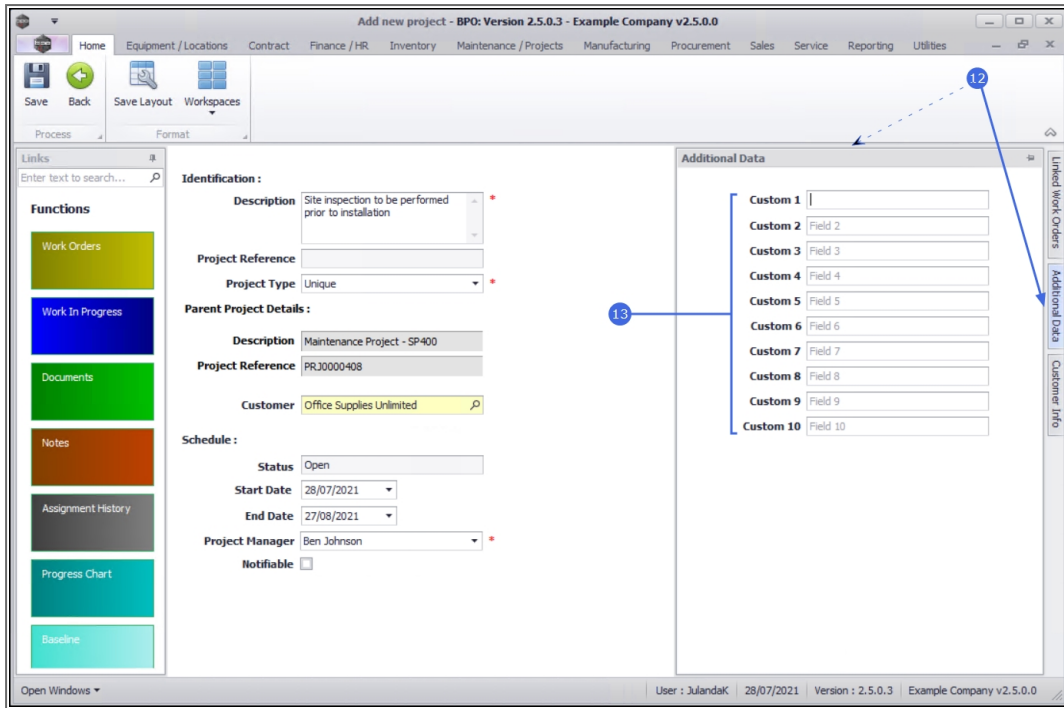 Add new project - BPO: Version 2.5.0.3 - Example Company v2.5.0.0
Home Equipment / Locations Contract Finance / HR Inventory Maintenance / Projects Manufacturing Procurement Sales Service Reporting Utilities
Save Back Save Layout Workspaces
Process Format
12
Links
Enter text to search...
Functions
Work Orders
Work In Progress
Documents
Notes
Assignment History
Progress Chart
Baseline
Identification :
Description Site inspection to be performed
prior to installation
*
Project Reference
Project Type Unique *
Parent Project Details :
Description Maintenance Project - SP400
Project Reference PRJ0000408
Customer Office Supplies Unlimited
Schedule :
Status Open
Start Date 28/07/2021
End Date 27/08/2021
Project Manager Ben Johnson *
Notifiable
13
Additional Data
Custom 1
Custom 2 Field 2
Custom 3 Field 3
Custom 4 Field 4
Custom 5 Field 5
Custom 6 Field 6
Custom 7 Field 7
Custom 8 Field 8
Custom 9 Field 9
Custom 10 Field 10
Linked Work Orders
Additional Data
Customer Info
Open Windows User : JulandaK 28/07/2021 Version : 2.5.0.3 Example Company v2.5.0.0